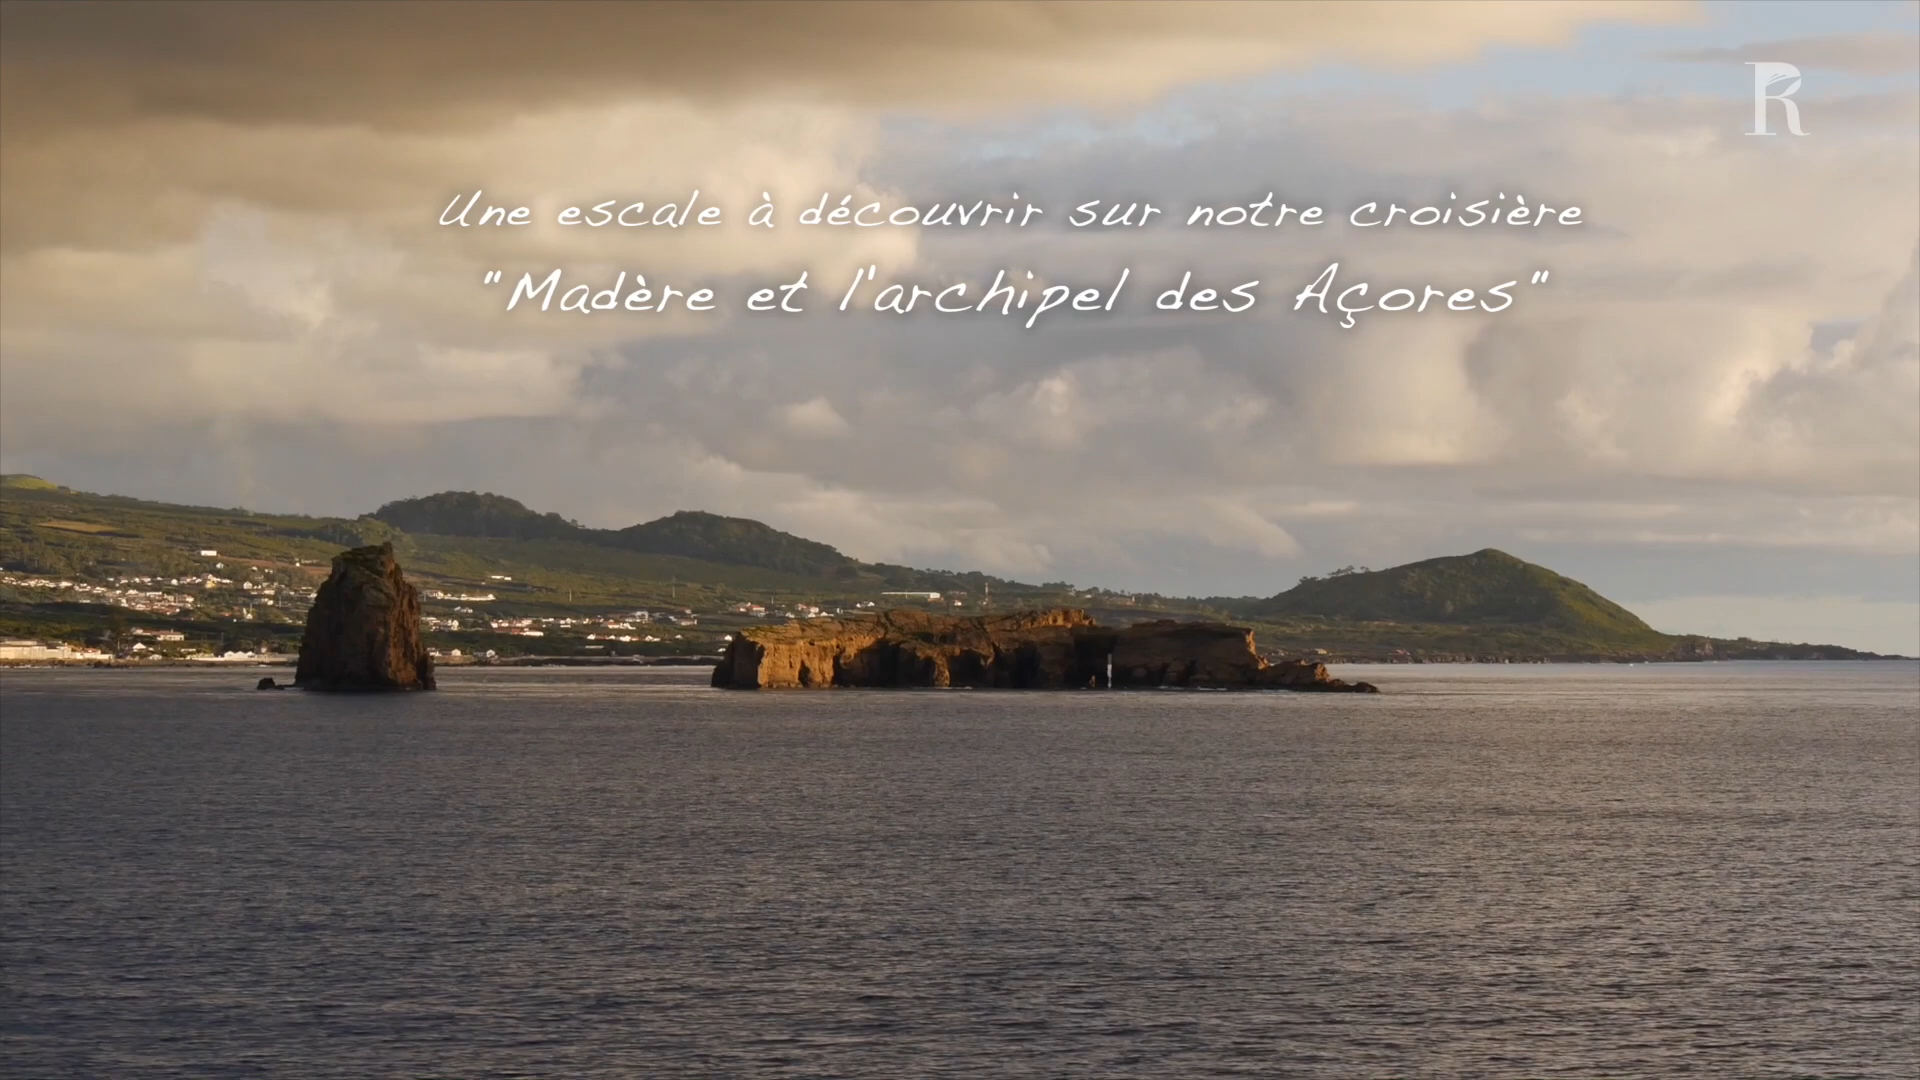 R
Une escale à découvrir sur notre croisière
"Madère et l'archipel des Açores"